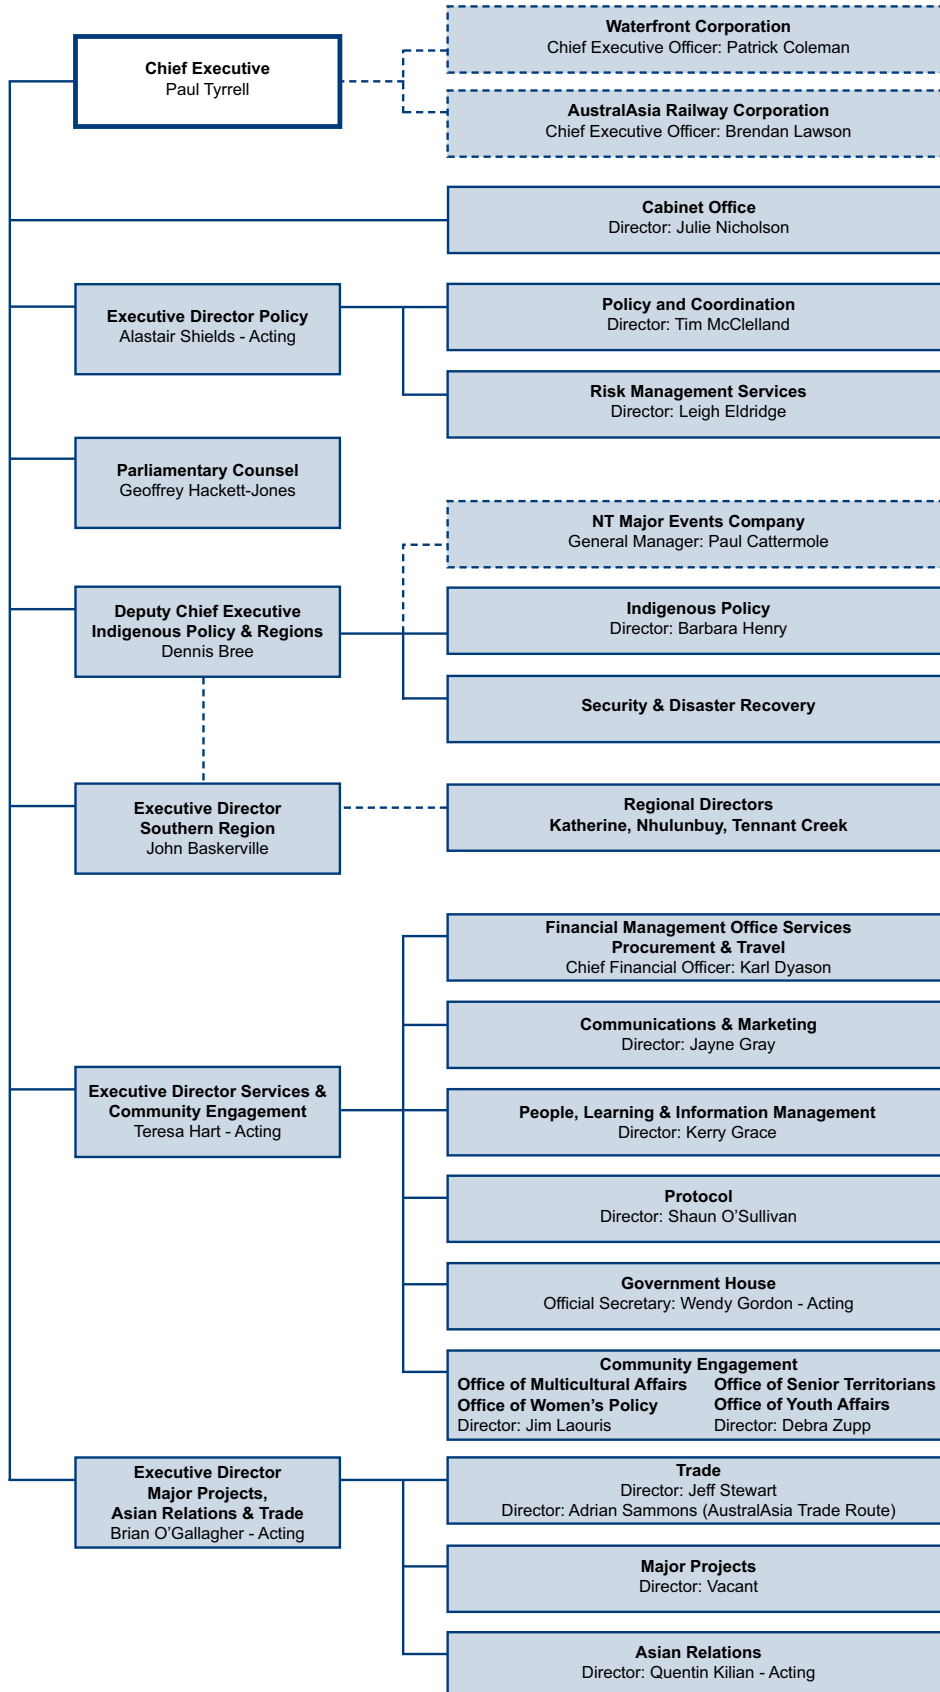 Waterfront Corporation
Chief Executive Officer: Patrick Coleman
Chief Executive
Paul Tyrrell
AustralAsia Railway Corporation
Chief Executive Officer: Brendan Lawson
Cabinet Office
Director: Julie Nicholson
Executive Director Policy
Alastair Shields - Acting
Policy and Coordination
Director: Tim McClelland
Risk Management Services
Director: Leigh Eldridge
Parliamentary Counsel
Geoffrey Hackett-Jones
NT Major Events Company
General Manager: Paul Cattermole
Deputy Chief Executive
Indigenous Policy & Regions
Dennis Bree
Indigenous Policy
Director: Barbara Henry
Security & Disaster Recovery
Executive Director
Southern Region
John Baskerville
Regional Directors
Katherine, Nhulunbuy, Tennant Creek
Financial Management Office Services
Procurement & Travel
Chief Financial Officer: Karl Dyason
Communications & Marketing
Director: Jayne Gray
Executive Director Services &
Community Engagement
Teresa Hart - Acting
People, Learning & Information Management
Director: Kerry Grace
Protocol
Director: Shaun O’Sullivan
Government House
Official Secretary: Wendy Gordon - Acting
Community Engagement
Office of Multicultural Affairs
Office of Women’s Policy
Director: Jim Laouris
Office of Senior Territorians
Office of Youth Affairs
Director: Debra Zupp
Executive Director
Major Projects,
Asian Relations & Trade
Brian O’Gallagher - Acting
Trade
Director: Jeff Stewart
Director: Adrian Sammons (AustralAsia Trade Route)
Major Projects
Director: Vacant
Asian Relations
Director: Quentin Kilian - Acting